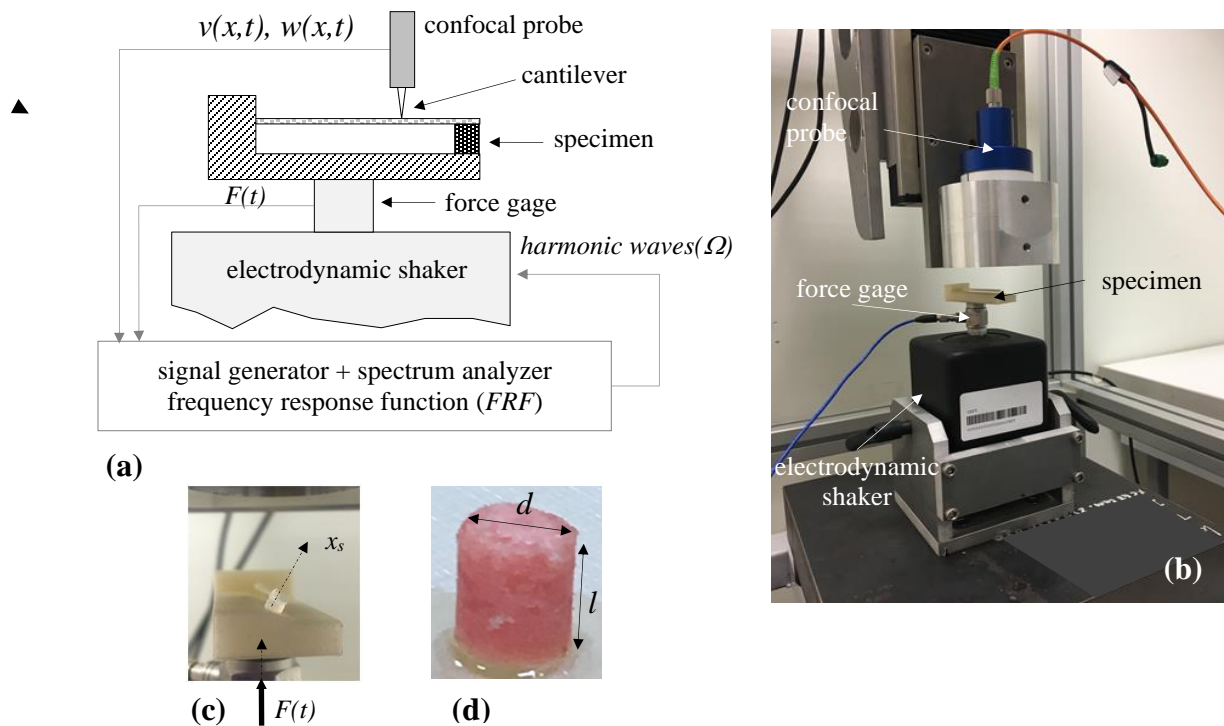 v(x,t), w(x,t)
confocal probe
cantilever
specimen
F(t)
force gage
harmonic waves(Ω)
electrodynamic shaker
signal generator + spectrum analyzer
frequency response function (FRF)
(a)
confocal
probe
specimen
force gage
electrodynamic
shaker
(b)
x_s
F(t)
(c)
d
l
(d)